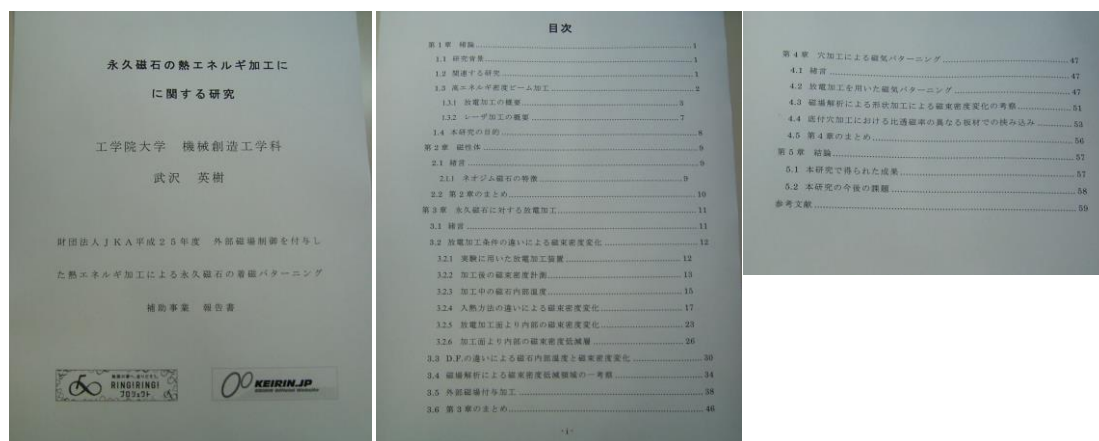 永久磁石の熱エネルギ加工に
に関する研究
工学院大学 機械創造工学科
武沢 英樹
財団法人JKA平成25年度 外部磁場制御を付与し
た熱エネルギ加工による永久磁石の着磁パターニング
補助事業 報告書
RING!RING!
プロジェクト
KEIRIN.JP
目次
第1章 緒論 1
1.1 研究背景 1
1.2 関連する研究 1
1.3 高エネルギ密度ビーム加工 2
1.3.1 放電加工の概要 3
1.3.2 レーザ加工の概要 7
1.4 本研究の目的 8
第2章 磁性体 9
2.1 緒言 9
2.1.1 ネオジム磁石の特徴 9
2.2 第2章のまとめ 10
第3章 永久磁石に対する放電加工 11
3.1 緒言 11
3.2 放電加工条件の違いによる磁束密度変化 12
3.2.1 実験に用いた放電加工装置 12
3.2.2 加工後の磁束密度計測 13
3.2.3 加工中の磁石内部温度 15
3.2.4 入熱方法の違いによる磁束密度変化 17
3.2.5 放電加工面より内部の磁束密度変化 23
3.2.6 加工面より内部の磁束密度低減層 26
3.3 D.F.の違いによる磁石内部温度と磁束密度変化 30
3.4 磁場解析による磁束密度低減領域の一考察 34
3.5 外部磁場付与加工 38
3.6 第3章のまとめ 46
- i -
第4章 穴加工による磁気パターニング 47
4.1 緒言 47
4.2 放電加工を用いた磁気パターニング 47
4.3 磁場解析による形状加工による磁束密度変化の考察 51
4.4 底付穴加工における比透磁率の異なる板材での挟み込み 53
4.5 第4章のまとめ 56
第5章 結論 57
5.1 本研究で得られた成果 57
5.2 本研究の今後の課題 58
参考文献 59